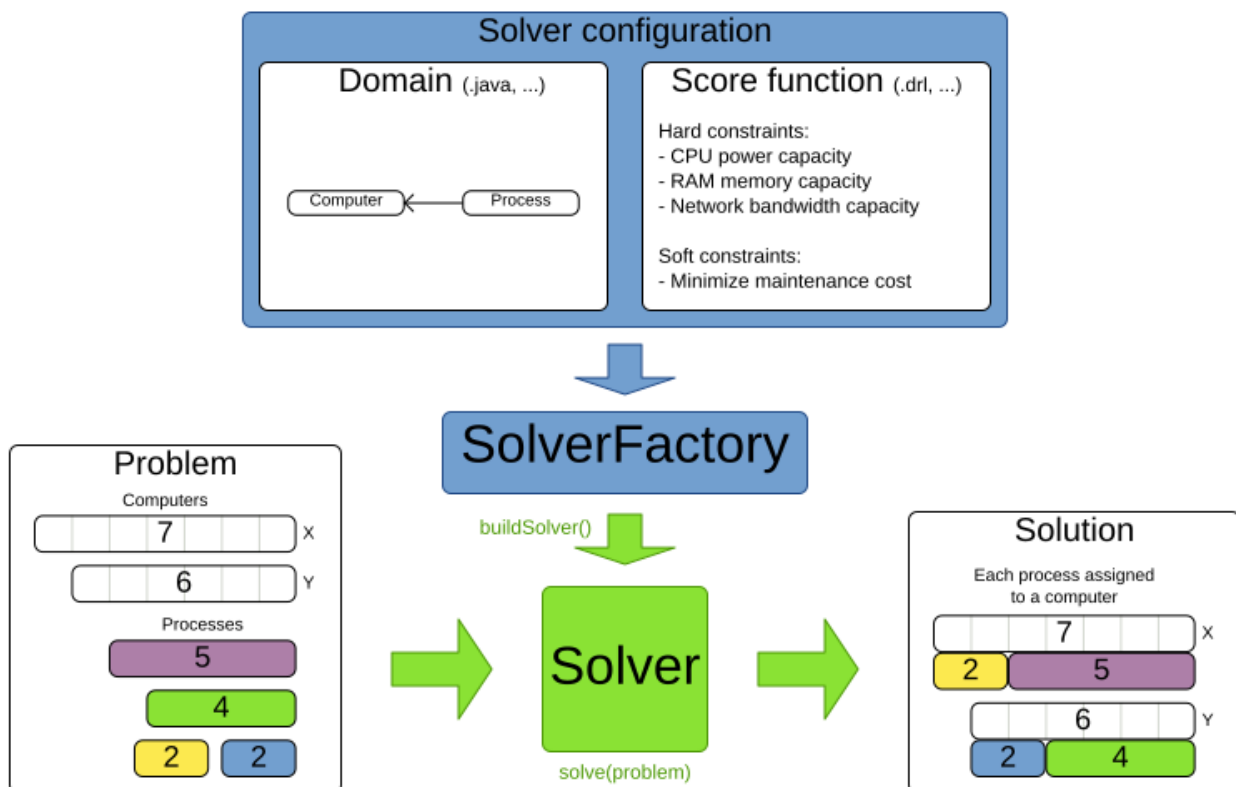 Solver configuration
Domain (.java, ...)
Computer
Process
Score function (.drl, ...)
Hard constraints:
- CPU power capacity
- RAM memory capacity
- Network bandwidth capacity
Soft constraints:
- Minimize maintenance cost
SolverFactory
buildSolver()
Problem
Computers
7 X
6 Y
Processes
5
4
2 2
Solver
solve(problem)
Solution
Each process assigned
to a computer
7 X
2 5
6 Y
2 4